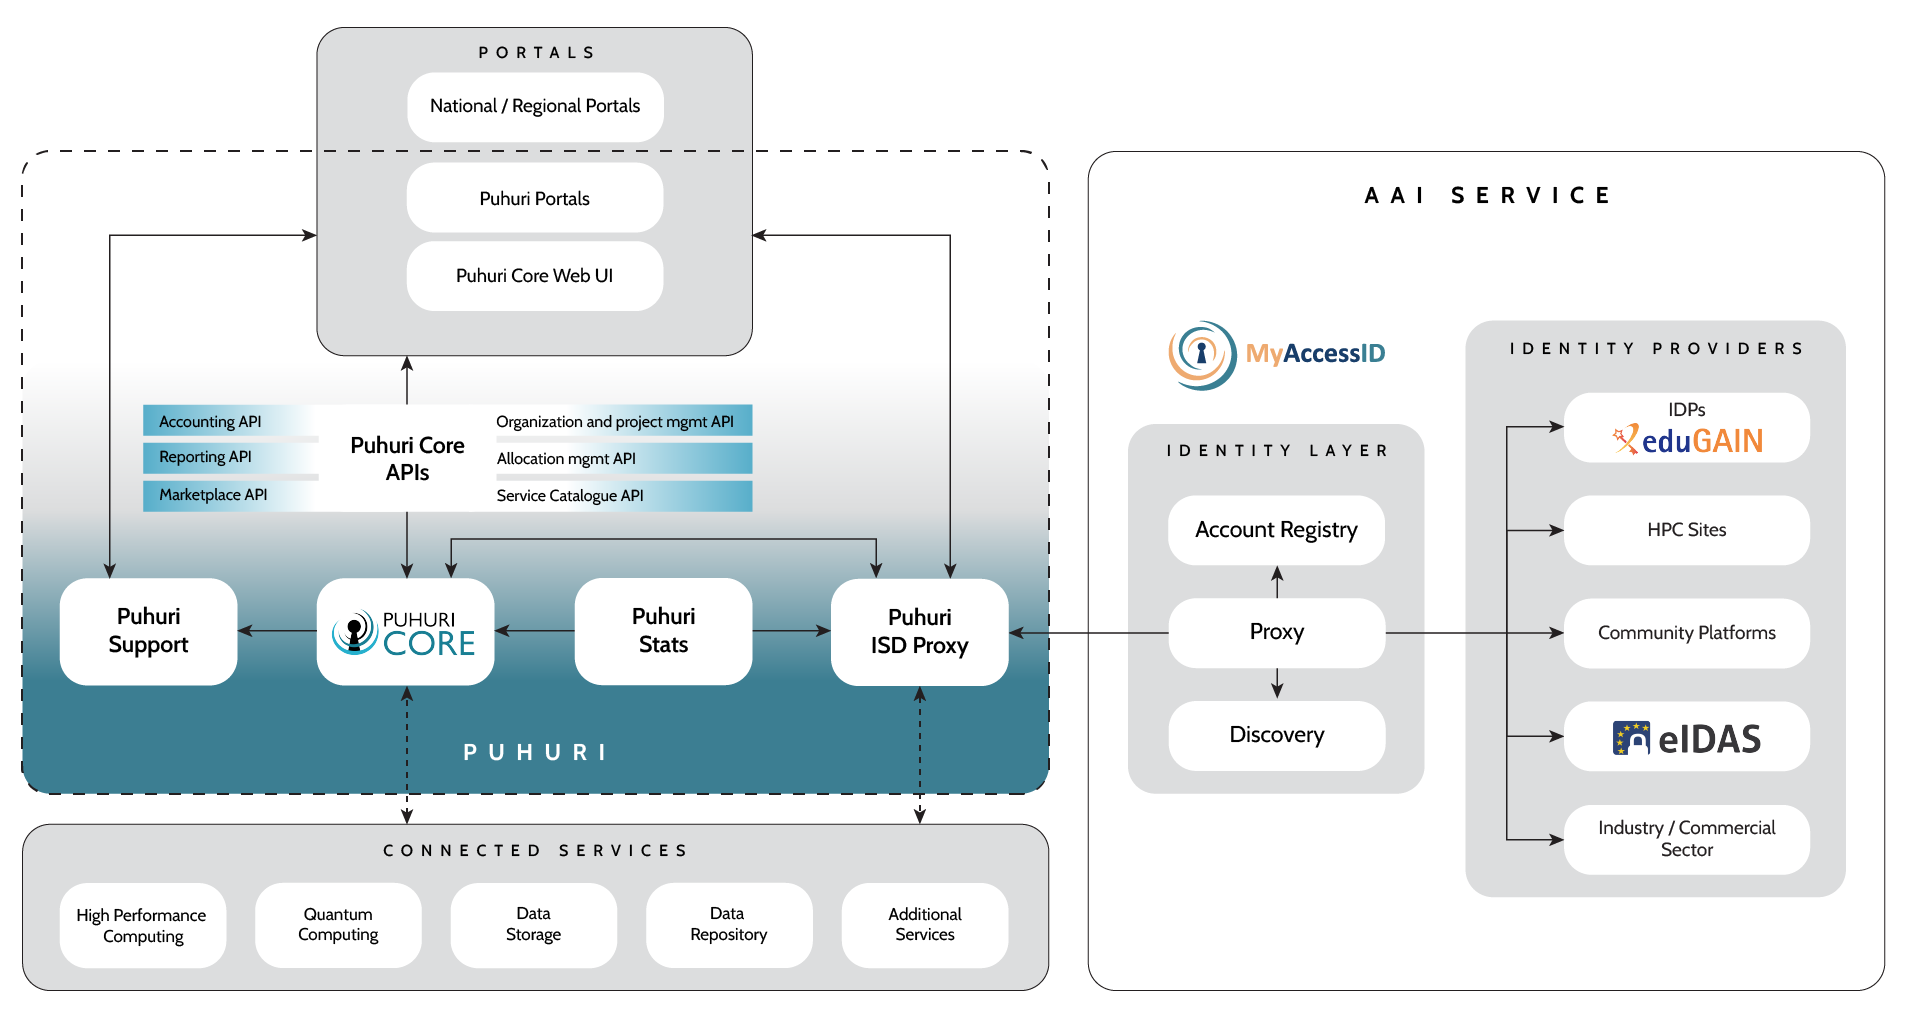 PORTALS
National / Regional Portals
Puhuri Portals
Puhuri Core Web UI
Accounting API
Reporting API
Marketplace API
Puhuri Core
APIs
Organization and project mgmt API
Allocation mgmt API
Service Catalogue API
Puhuri
Support
PUHURI
CORE
Puhuri
Stats
Puhuri
ISD Proxy
PUHURI
CONNECTED SERVICES
High Performance
Computing
Quantum
Computing
Data
Storage
Data
Repository
Additional
Services
AAI SERVICE
MyAccessID
IDENTITY LAYER
Account Registry
Proxy
Discovery
IDENTITY PROVIDERS
IDPs
eduGAIN
HPC Sites
Community Platforms
eIDAS
Industry / Commercial
Sector